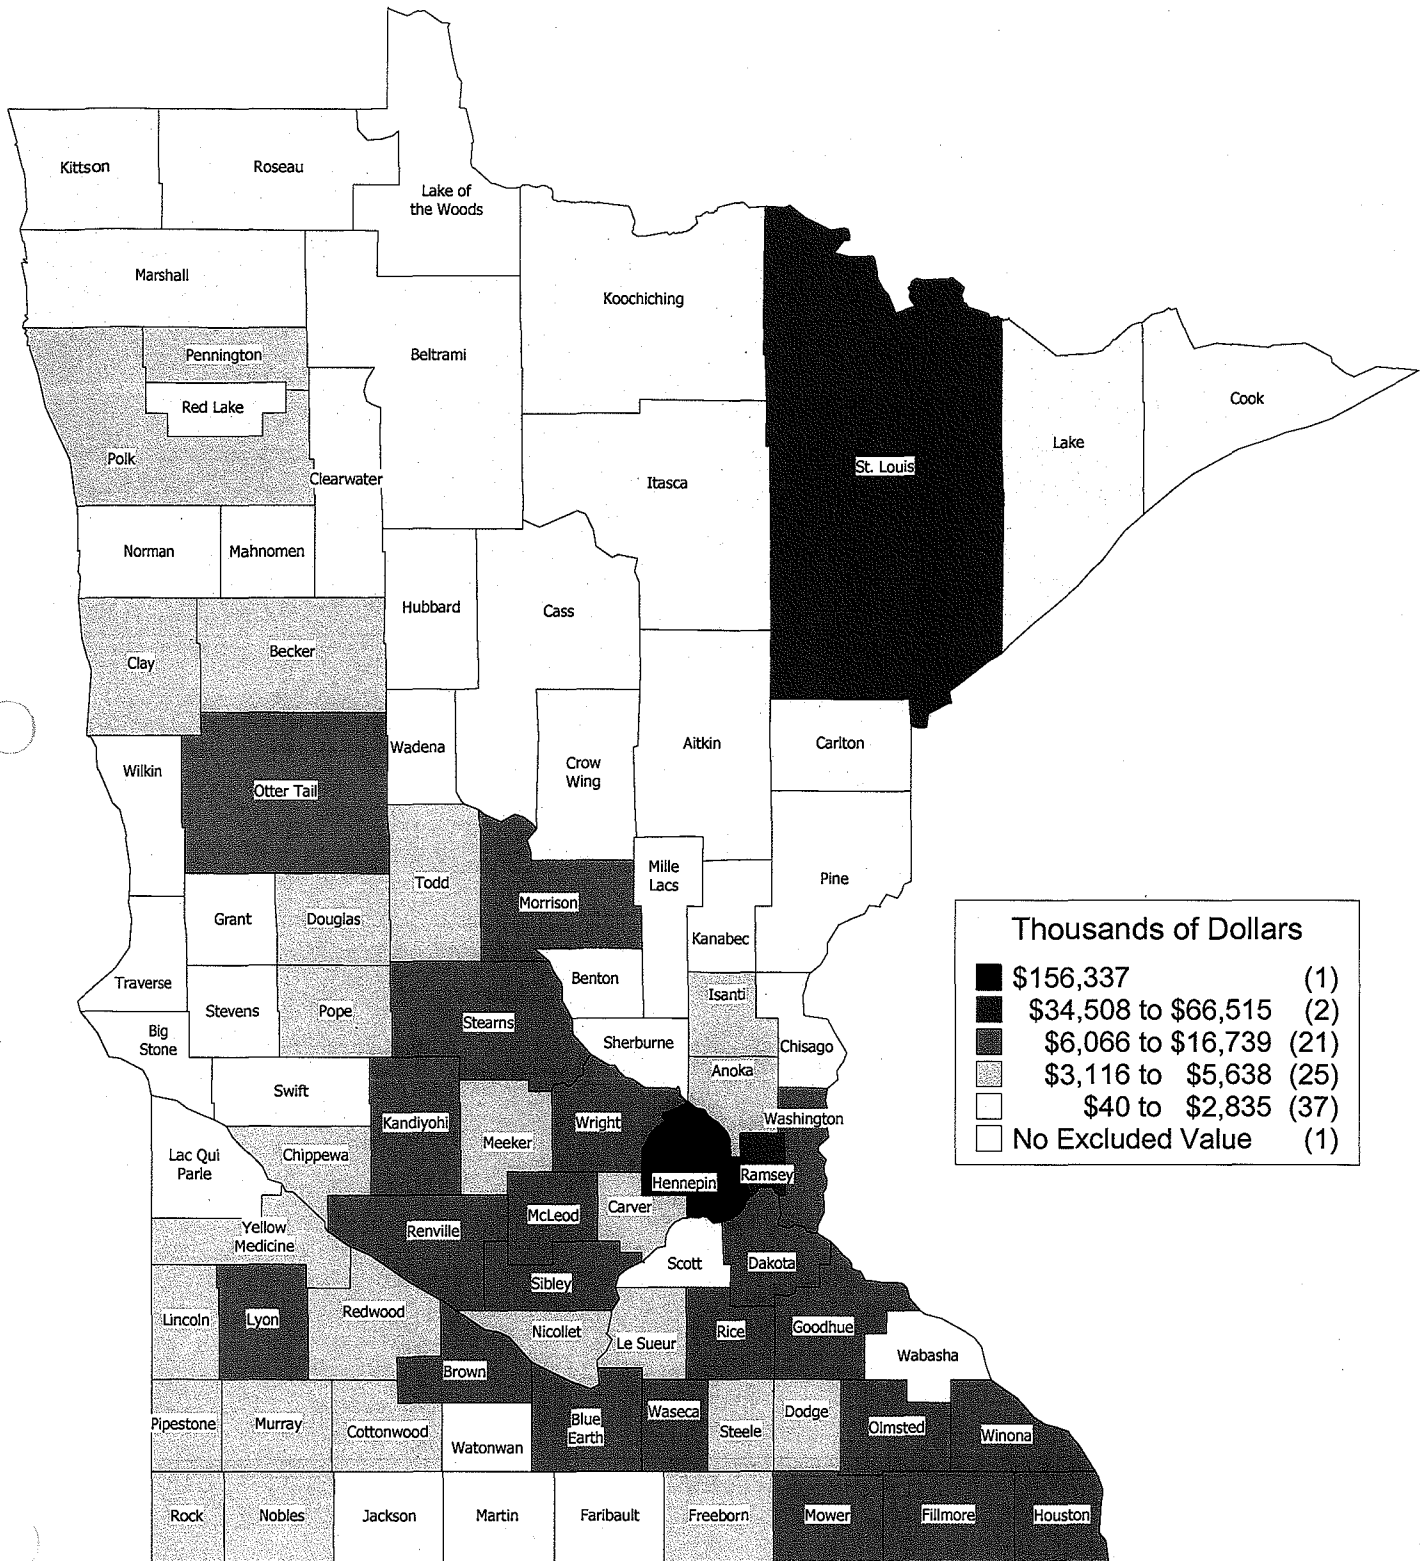 Kittson
Roseau
Lake of
the Woods
Marshall
Koochiching
Pennington
Beltrami
Red Lake
Cook
Lake
Polk
St. Louis
Clearwater
Itasca
Norman
Mahnomen
Hubbard
Cass
Becker
Clay
Wadena
Aitkin
Carlton
Wilkin
Crow
Wing
Otter Tail
Mille
Lacs
Todd
Pine
Morrison
Grant
Douglas
Kanabec
Thousands of Dollars
$156,337 (1)
$34,508 to $66,515 (2)
$6,066 to $16,739 (21)
$3,116 to $5,638 (25)
$40 to $2,835 (37)
No Excluded Value (1)
Traverse
Benton
Isanti
Stevens
Pope
Stearns
Big
Stone
Sherburne
Chisago
Anoka
Swift
Kandiyohi
Wright
Washington
Meeker
Lac Qui
Parle
Chippewa
Hennepin
Ramsey
Carver
McLeod
Yellow
Medicine
Renville
Scott
Dakota
Sibley
Lincoln
Lyon
Redwood
Nicollet
Le Sueur
Rice
Goodhue
Wabasha
Brown
Pipestone
Murray
Cottonwood
Watonwan
Blue
Earth
Waseca
Steele
Dodge
Olmsted
Winona
Rock
Nobles
Jackson
Martin
Faribault
Freeborn
Mower
Fillmore
Houston